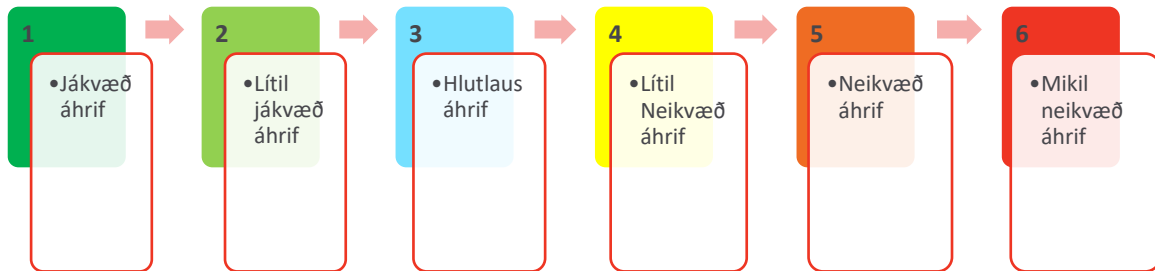 1
•Jákvæð
áhrif
2
•Lítil
jákvæð
áhrif
3
•Hlutlaus
áhrif
4
•Lítil
Neikvæð
áhrif
5
•Neikvæð
áhrif
6
•Mikil
neikvæð
áhrif